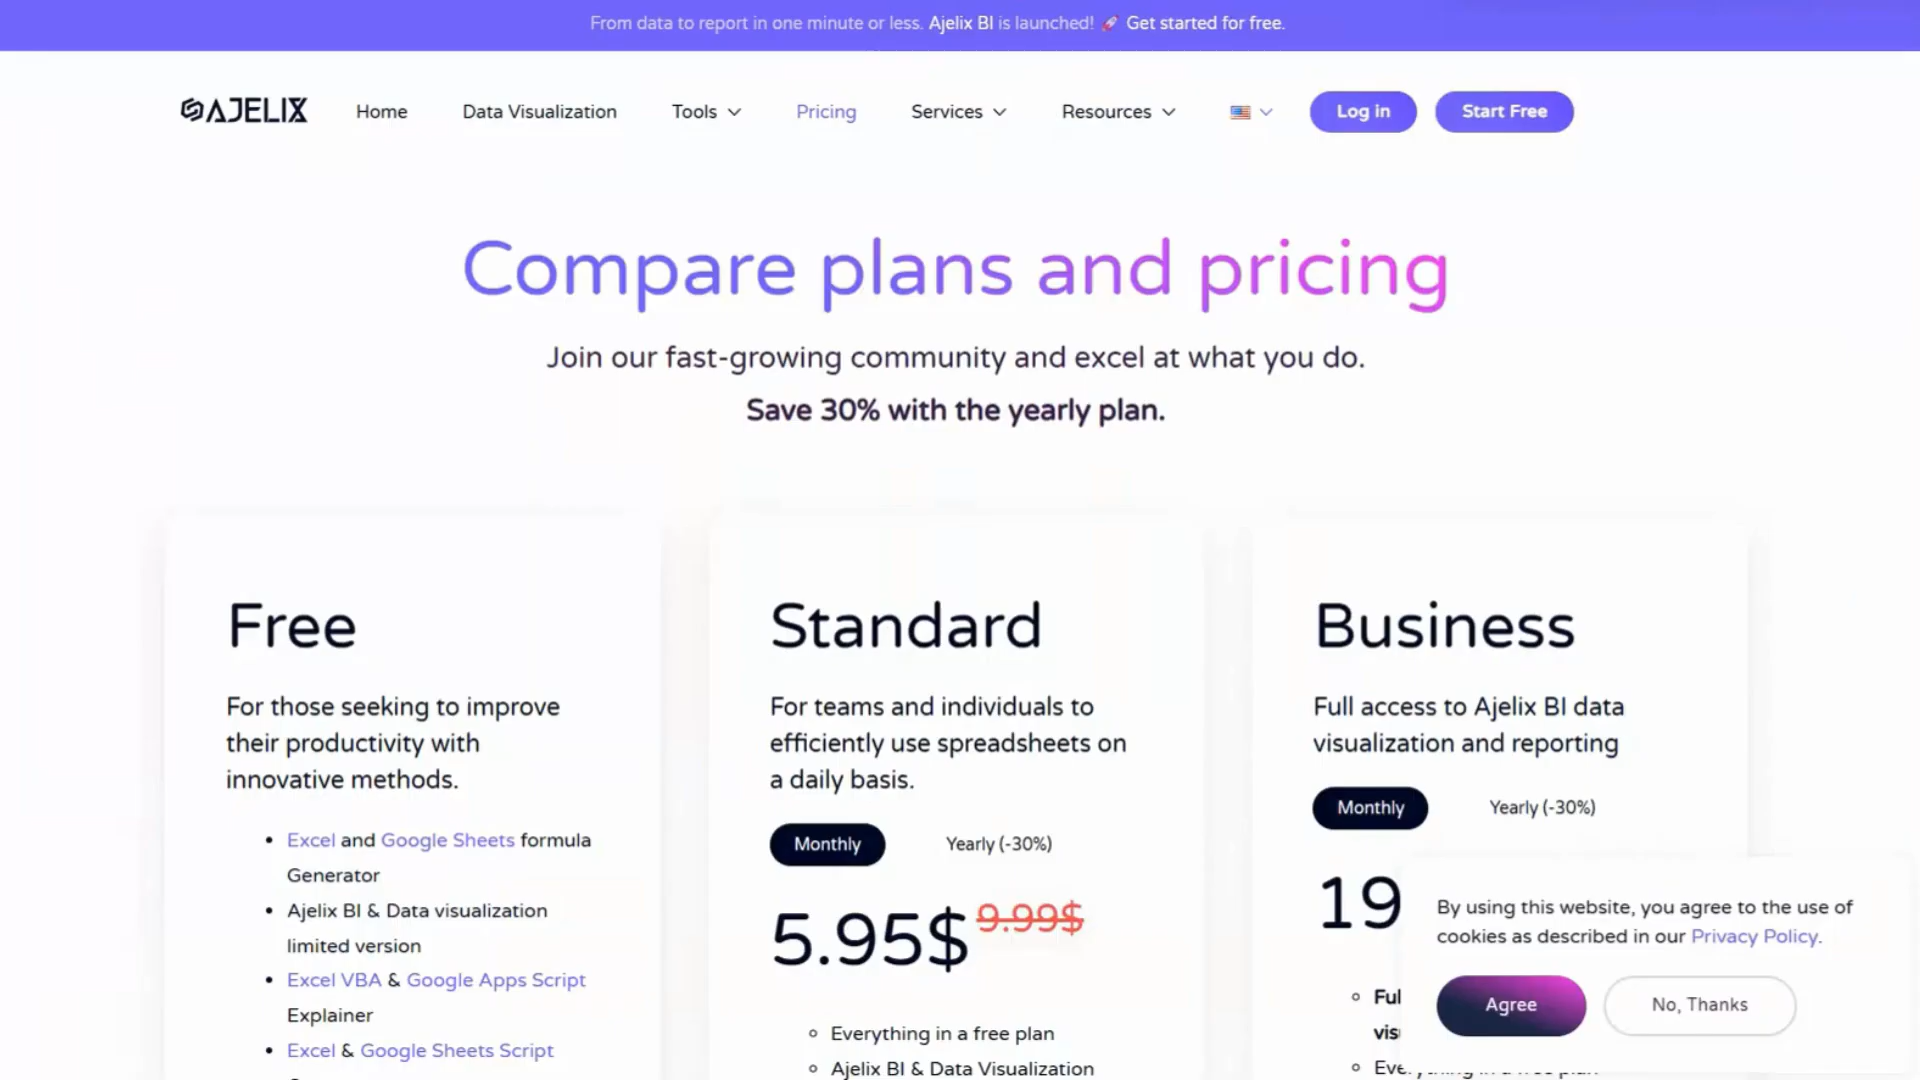 From data to report in one minute or less. Ajelix BI is launched! 🚀 Get started for free.
AJELIX Home Data Visualization Tools Pricing Services Resources Log in Start Free
Compare plans and pricing
Join our fast-growing community and excel at what you do.
Save 30% with the yearly plan.
Free
For those seeking to improve
their productivity with
innovative methods.
• Excel and Google Sheets formula
Generator
• Ajelix BI & Data visualization
limited version
• Excel VBA & Google Apps Script
Explainer
• Excel & Google Sheets Script
Standard
For teams and individuals to
efficiently use spreadsheets on
a daily basis.
Monthly Yearly (-30%)
5.95$ 9.99$
Everything in a free plan
Ajelix BI & Data Visualization
Business
Full access to Ajelix BI data
visualization and reporting
Monthly Yearly (-30%)
19
By using this website, you agree to the use of
cookies as described in our Privacy Policy.
Agree No, Thanks